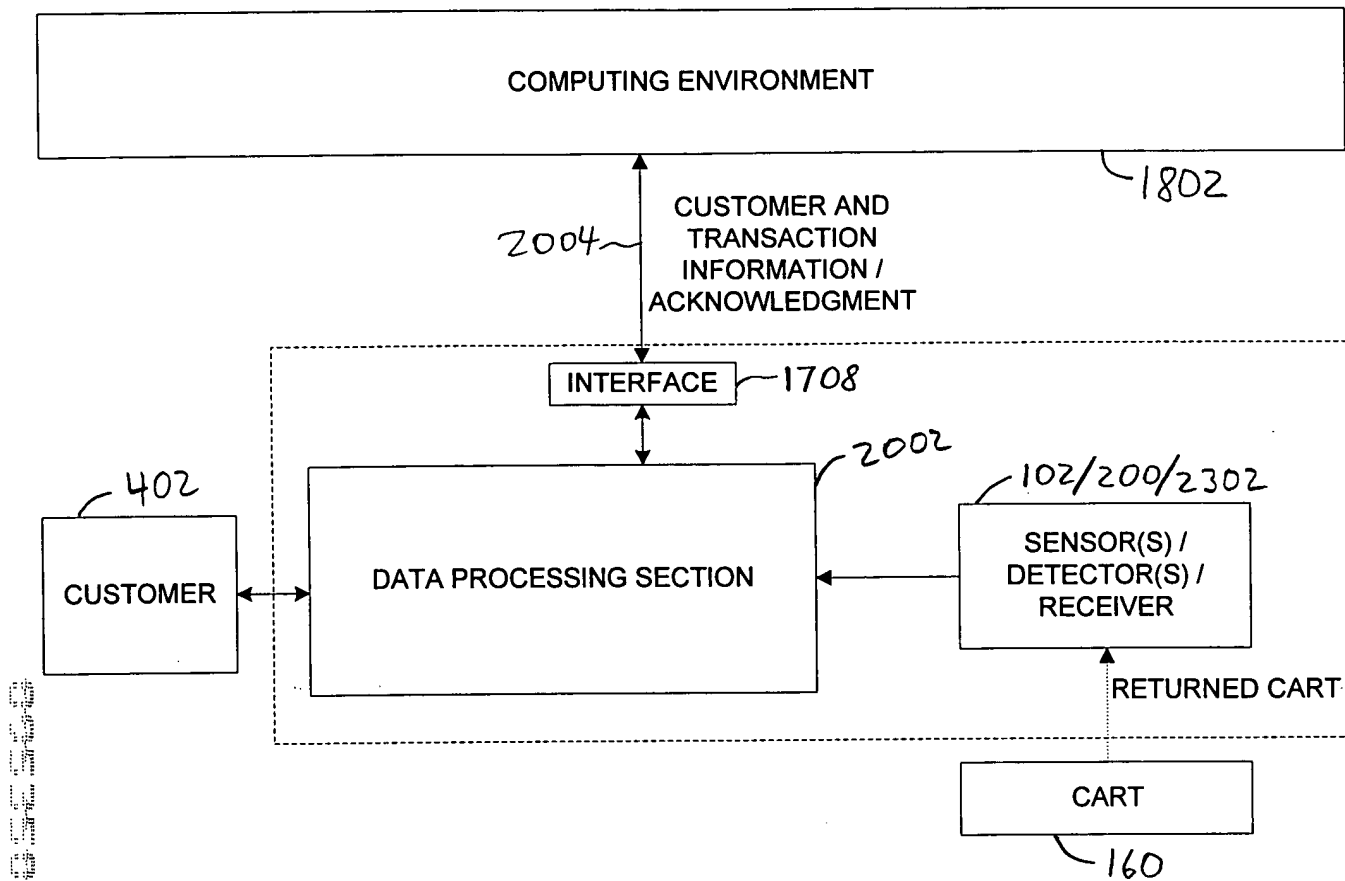 COMPUTING ENVIRONMENT
1802
2004
CUSTOMER AND
TRANSACTION
INFORMATION /
ACKNOWLEDGMENT
INTERFACE
1708
2002
402
102/200/2302
CUSTOMER
DATA PROCESSING SECTION
SENSOR(S) /
DETECTOR(S) /
RECEIVER
RETURNED CART
CART
160